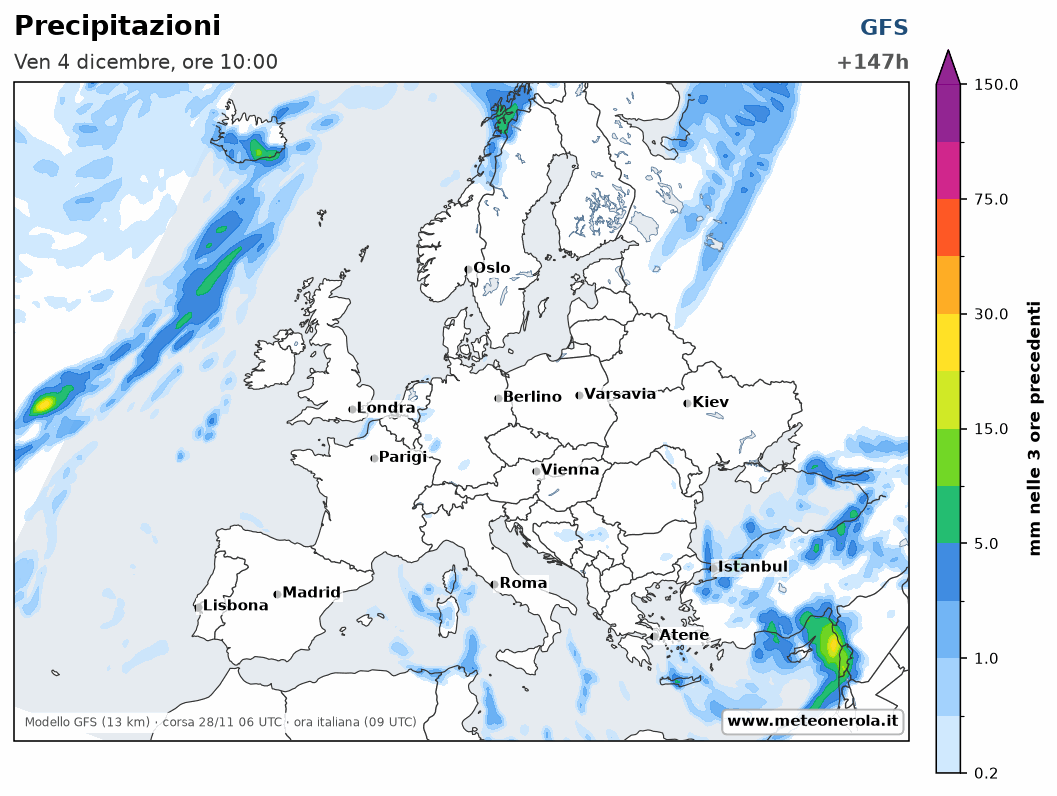 Precipitazioni
GFS
Ven 4 dicembre, ore 10:00
+147h
150.0
75.0
30.0
15.0
5.0
1.0
0.2
mm nelle 3 ore precedenti
Oslo
Berlino
Varsavia
Kiev
Londra
Parigi
Vienna
Istanbul
Roma
Madrid
Lisbona
Atene
Modello GFS (13 km) · corsa 28/11 06 UTC · ora italiana (09 UTC)
www.meteonerola.it